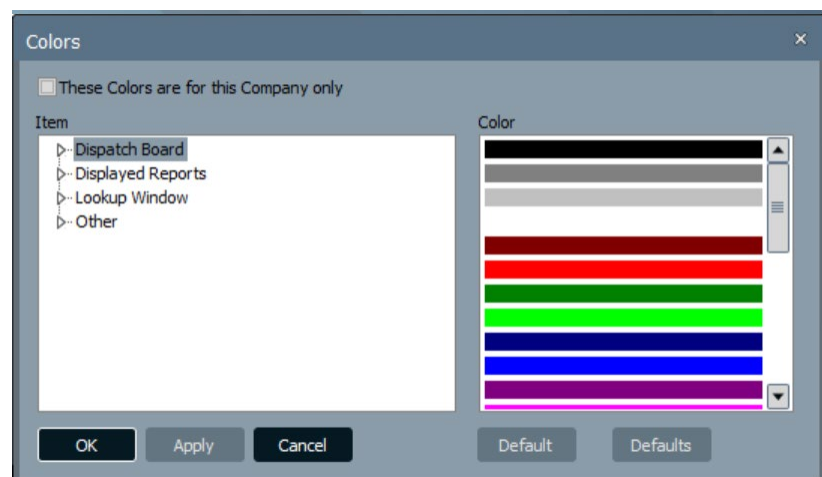 Colors
These Colors are for this Company only
Item
Color
Dispatch Board
Displayed Reports
Lookup Window
Other
OK
Apply
Cancel
Default
Defaults